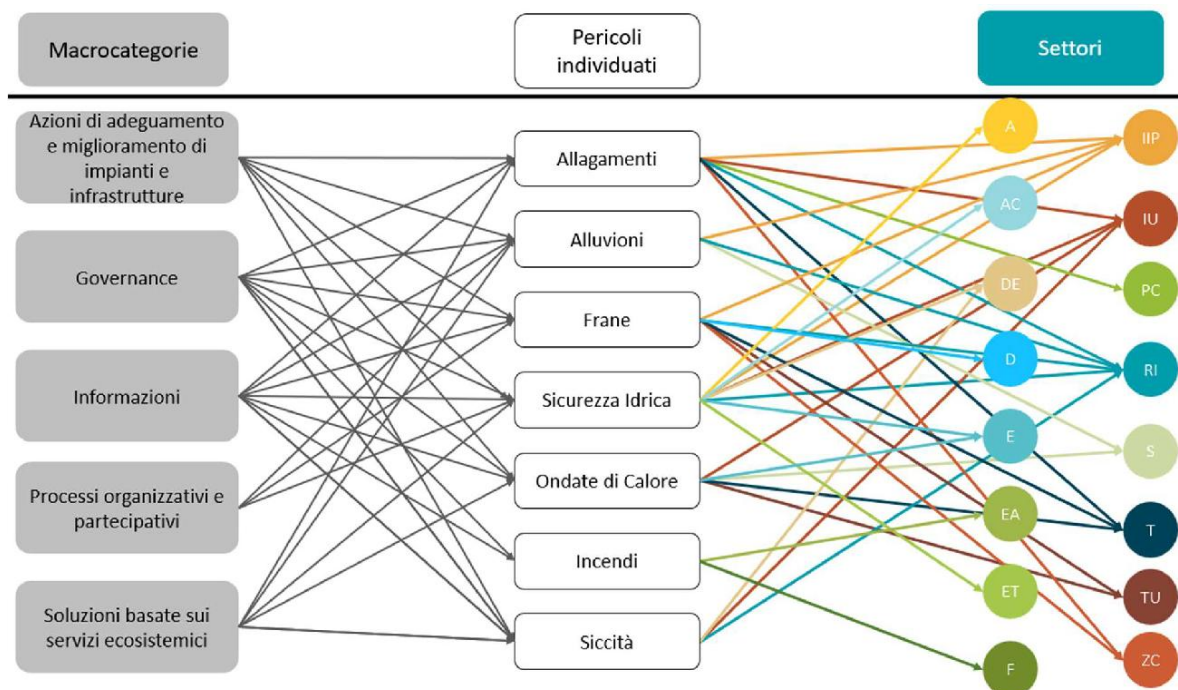 Macrocategorie
Pericoli
individuati
Settori
Azioni di adeguamento
e miglioramento di
impianti e
infrastrutture
Governance
Informazioni
Processi organizzativi e
partecipativi
Soluzioni basate sui
servizi ecosistemici
Allagamenti
Alluvioni
Frane
Sicurezza Idrica
Ondate di Calore
Incendi
Siccità
A
AC
DE
D
E
EA
ET
F
IIP
IU
PC
RI
S
T
TU
ZC